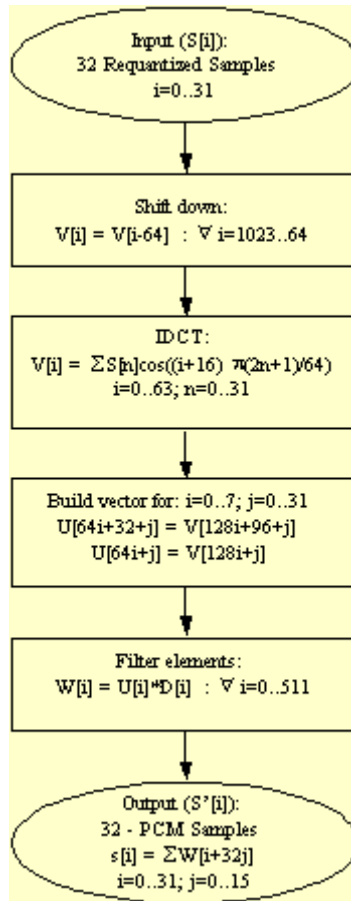 Input (S[i]):
32 Requantized Samples
i=0..31
Shift down:
V[i] = V[i-64] : ∀ i=1023..64
IDCT:
V[i] = ΣS[n]cos((i+16) π(2n+1)/64)
i=0..63; n=0..31
Build vector for: i=0..7; j=0..31
U[64i+32+j] = V[128i+96+j]
U[64i+j] = V[128i+j]
Filter elements:
W[i] = U[i]*D[i] : ∀ i=0..511
Output (S'[i]):
32 - PCM Samples
s[i] = ΣW[i+32j]
i=0..31; j=0..15